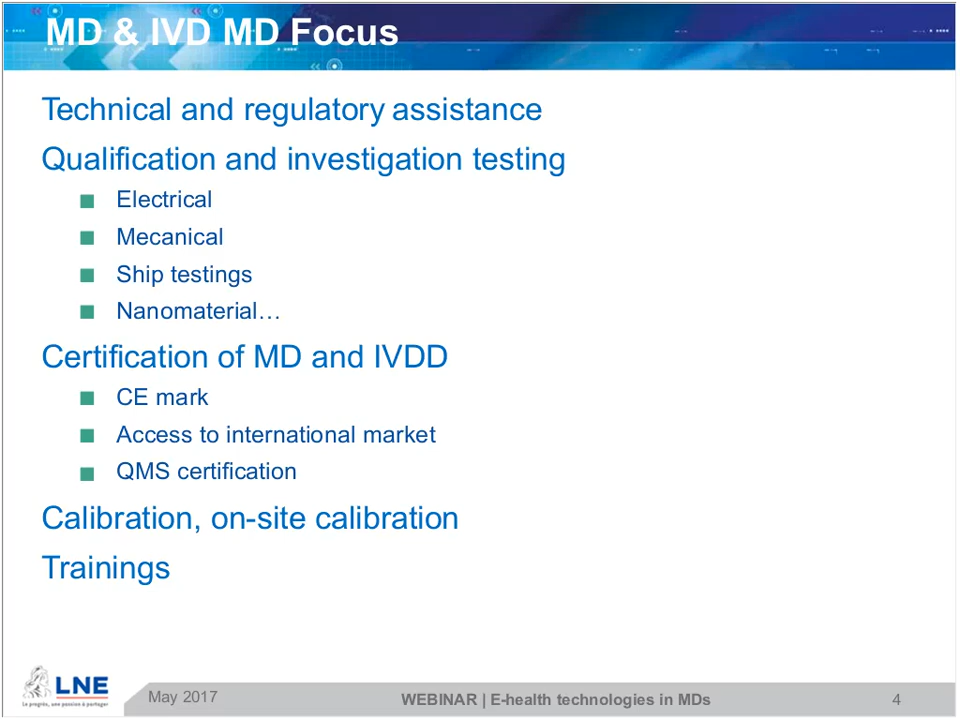 MD & IVD MD Focus
Technical and regulatory assistance
Qualification and investigation testing
Electrical
Mecanical
Ship testings
Nanomaterial…
Certification of MD and IVDD
CE mark
Access to international market
QMS certification
Calibration, on-site calibration
Trainings
LNE
Le progrès, une passion à partager
May 2017
WEBINAR | E-health technologies in MDs
4